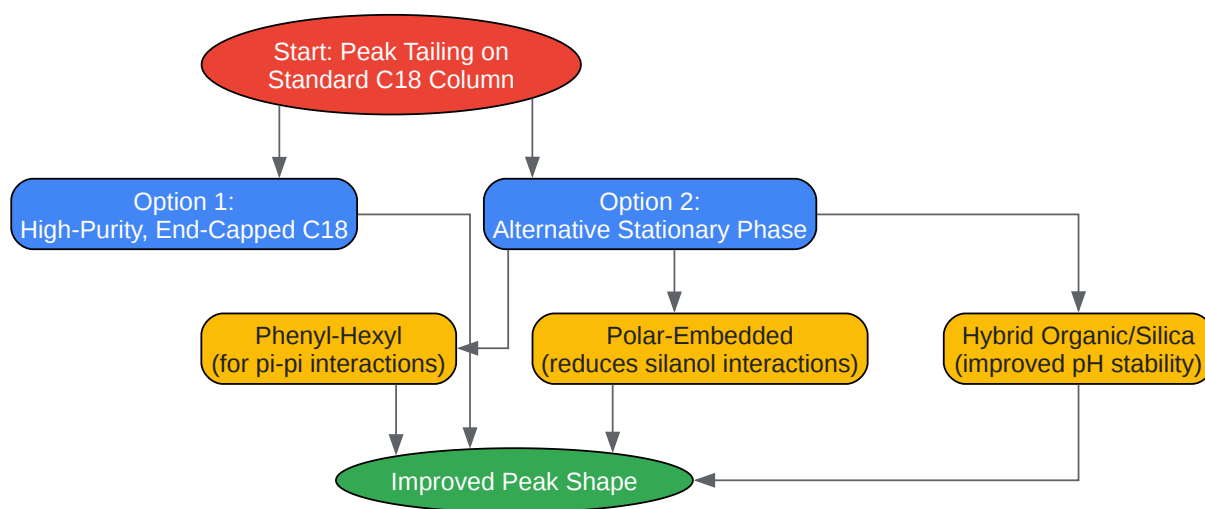 Start: Peak Tailing on
Standard C18 Column
Option 1:
High-Purity, End-Capped C18
Option 2:
Alternative Stationary Phase
Phenyl-Hexyl
(for pi-pi interactions)
Polar-Embedded
(reduces silanol interactions)
Hybrid Organic/Silica
(improved pH stability)
Improved Peak Shape